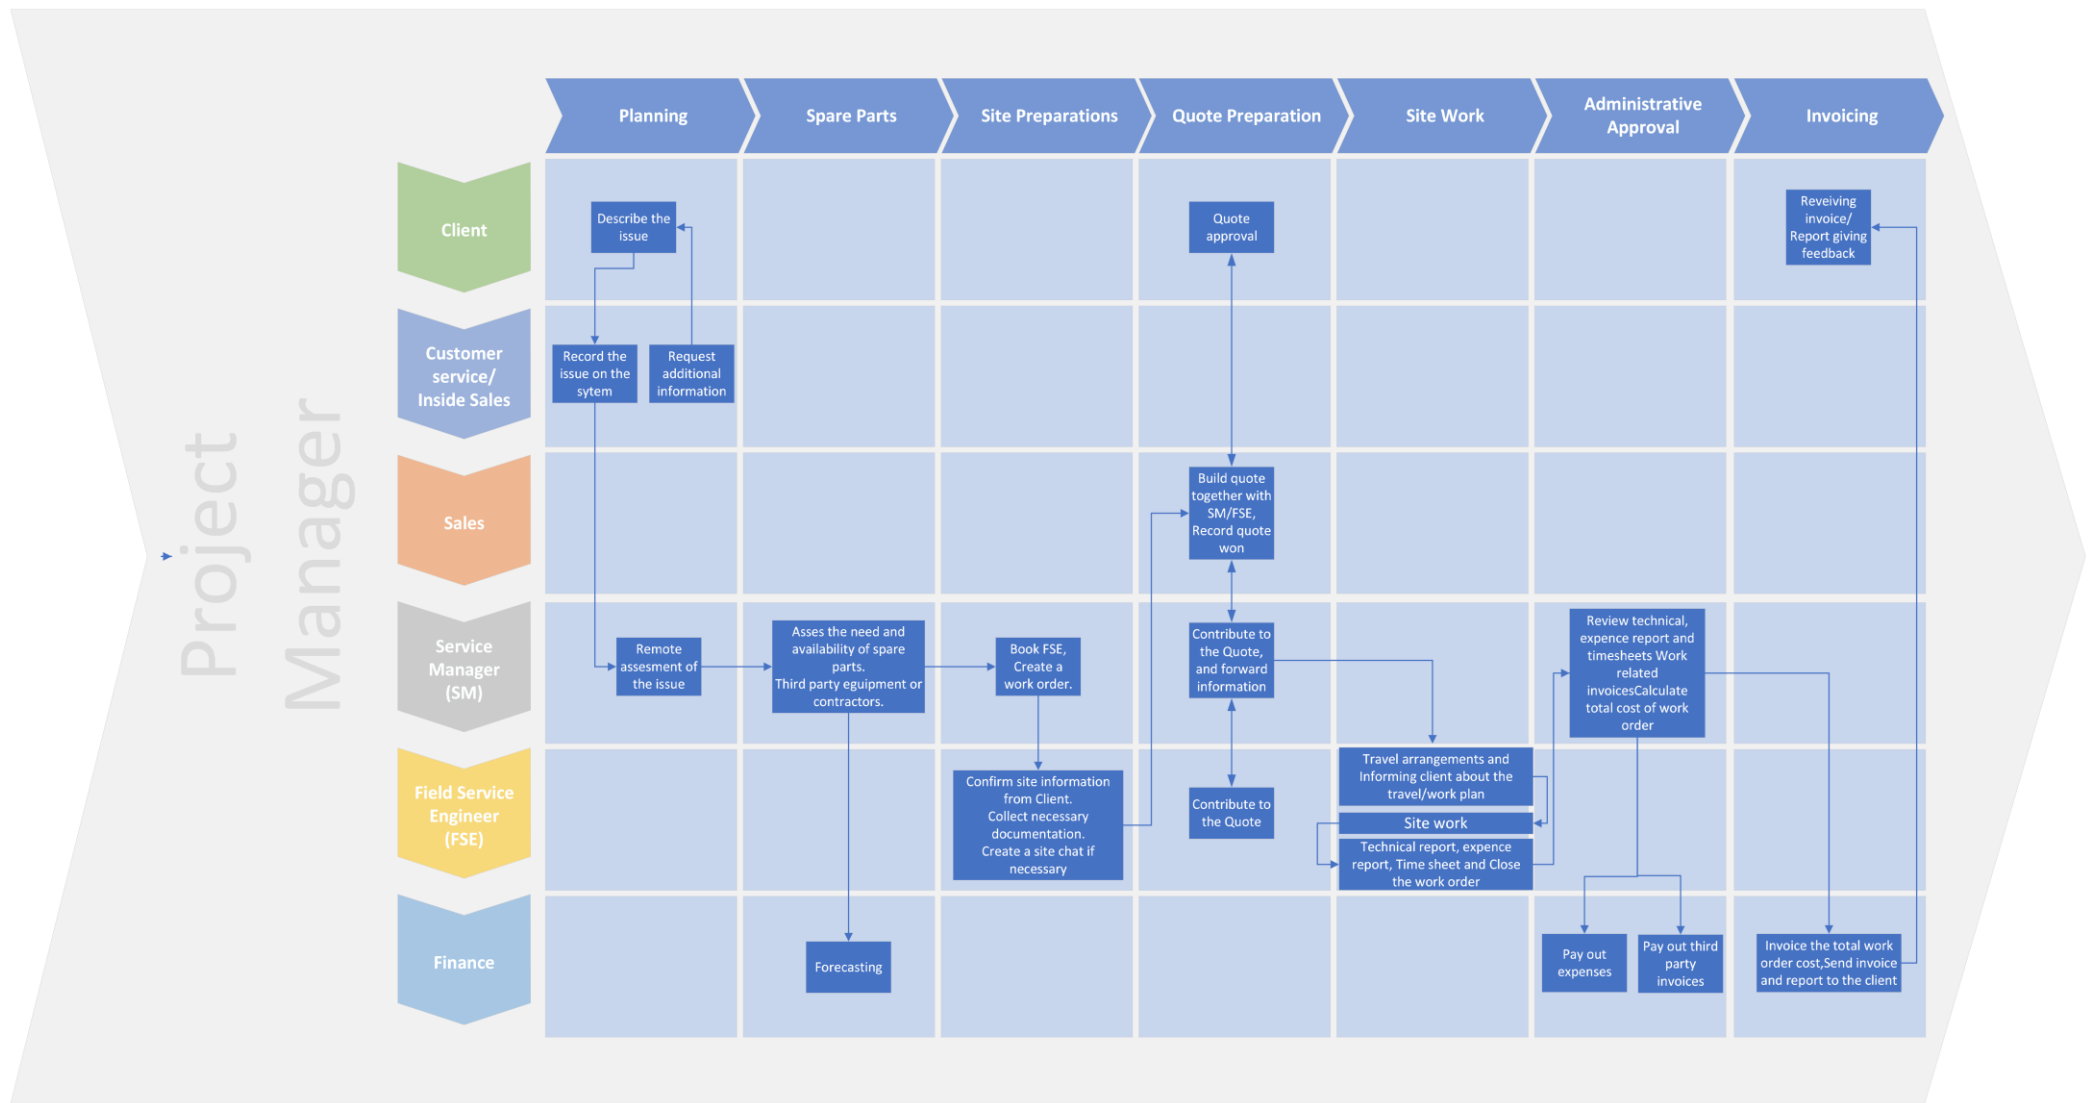 Project
Manager
Planning
Spare Parts
Site Preparations
Quote Preparation
Site Work
Administrative
Approval
Invoicing
Client
Describe the
issue
Quote
approval
Reveiving
invoice/
Report giving
feedback
Customer
service/
Inside Sales
Record the
issue on the
sytem
Request
additional
information
Sales
Build quote
together with
SM/FSE,
Record quote
won
Service
Manager
(SM)
Remote
assesment of
the issue
Asses the need and
availability of spare
parts.
Third party eguipment or
contractors.
Book FSE,
Create a
work order.
Contribute to
the Quote,
and forward
information
Review technical,
expence report and
timesheets Work
related
invoicesCalculate
total cost of work
order
Field Service
Engineer
(FSE)
Confirm site information
from Client.
Collect necessary
documentation.
Create a site chat if
necessary
Contribute to
the Quote
Travel arrangements and
Informing client about the
travel/work plan
Site work
Technical report, expence
report, Time sheet and Close
the work order
Finance
Forecasting
Pay out
expenses
Pay out third
party
invoices
Invoice the total work
order cost,Send invoice
and report to the client